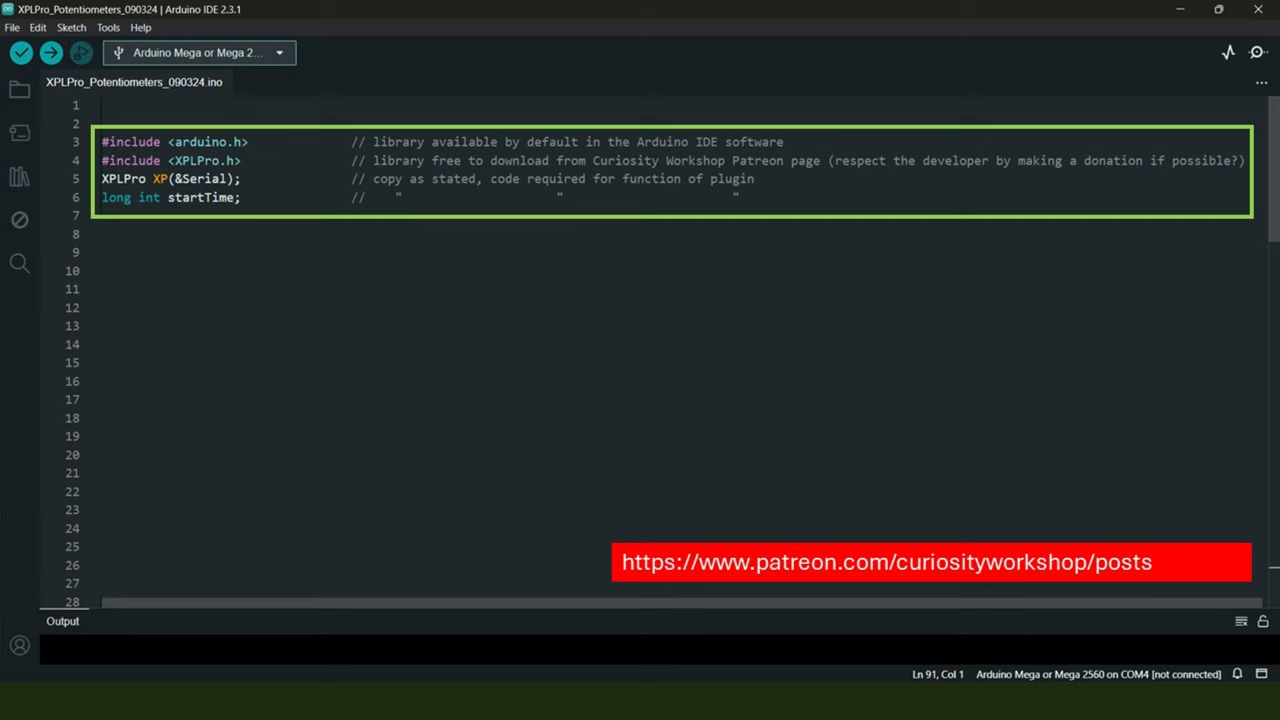 XPLPro_Potentiometers_090324 | Arduino IDE 2.3.1
File Edit Sketch Tools Help
Arduino Mega or Mega 2...
XPLPro_Potentiometers_090324.ino
1
2
3 #include <arduino.h> // library available by default in the Arduino IDE software
4 #include <XPLPro.h> // library free to download from Curiosity Workshop Patreon page (respect the developer by making a donation if possible?)
5 XPLPro XP(&Serial); // copy as stated, code required for function of plugin
6 long int startTime; // " " "
7
8
9
10
11
12
13
14
15
16
17
18
19
20
21
22
23
24
25
26
27
28
https://www.patreon.com/curiosityworkshop/posts
Output
Ln 91, Col 1 Arduino Mega or Mega 2560 on COM4 [not connected]